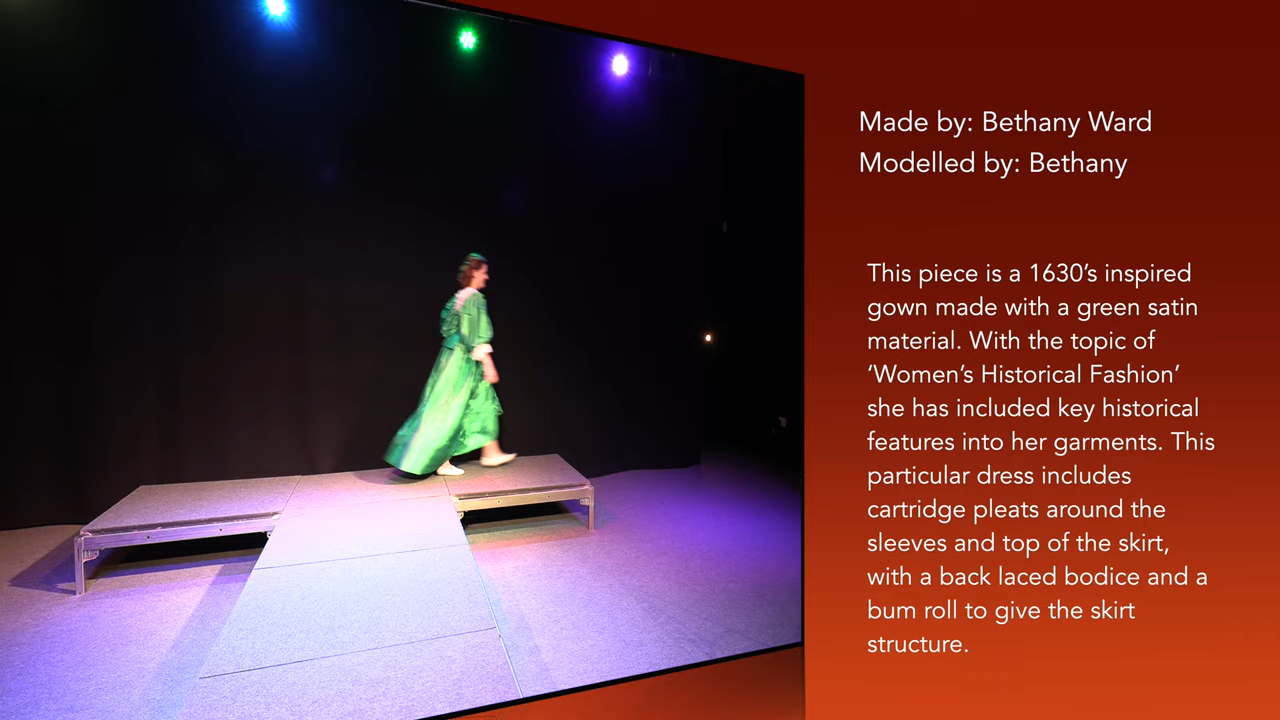 Made by: Bethany Ward
Modelled by: Bethany
This piece is a 1630’s inspired
gown made with a green satin
material. With the topic of
‘Women’s Historical Fashion’
she has included key historical
features into her garments. This
particular dress includes
cartridge pleats around the
sleeves and top of the skirt,
with a back laced bodice and a
bum roll to give the skirt
structure.